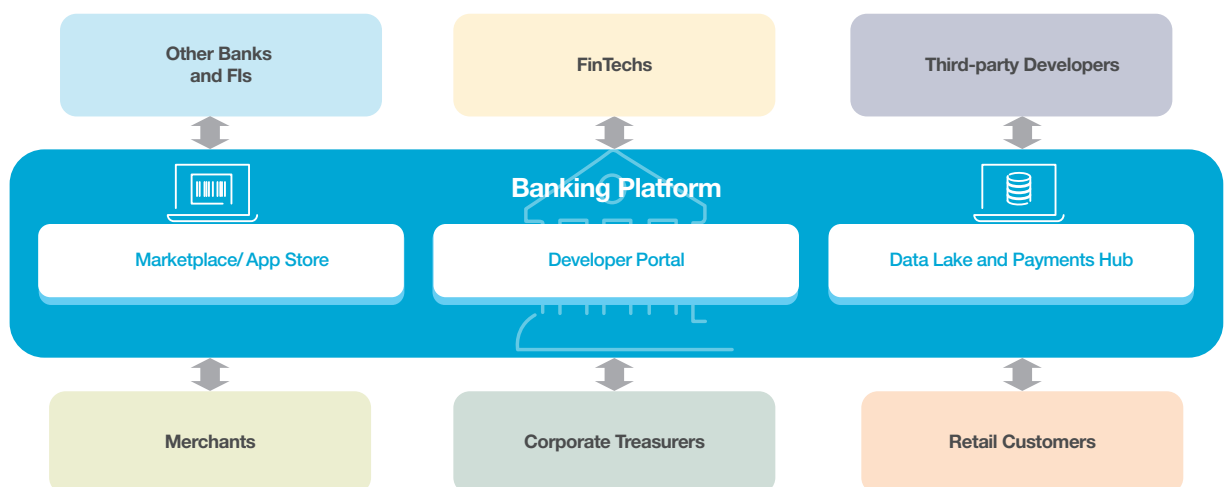 Other Banks
and FIs
FinTechs
Third-party Developers
Banking Platform
Marketplace/ App Store
Developer Portal
Data Lake and Payments Hub
Merchants
Corporate Treasurers
Retail Customers